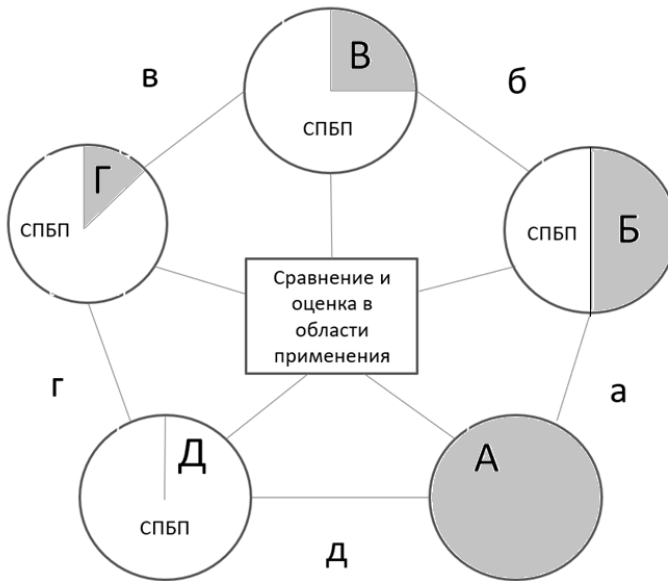 В
в
б
СПБП
Г
СПБП
СПБП
Б
Сравнение и
оценка в
области
применения
г
а
Д
А
СПБП
д